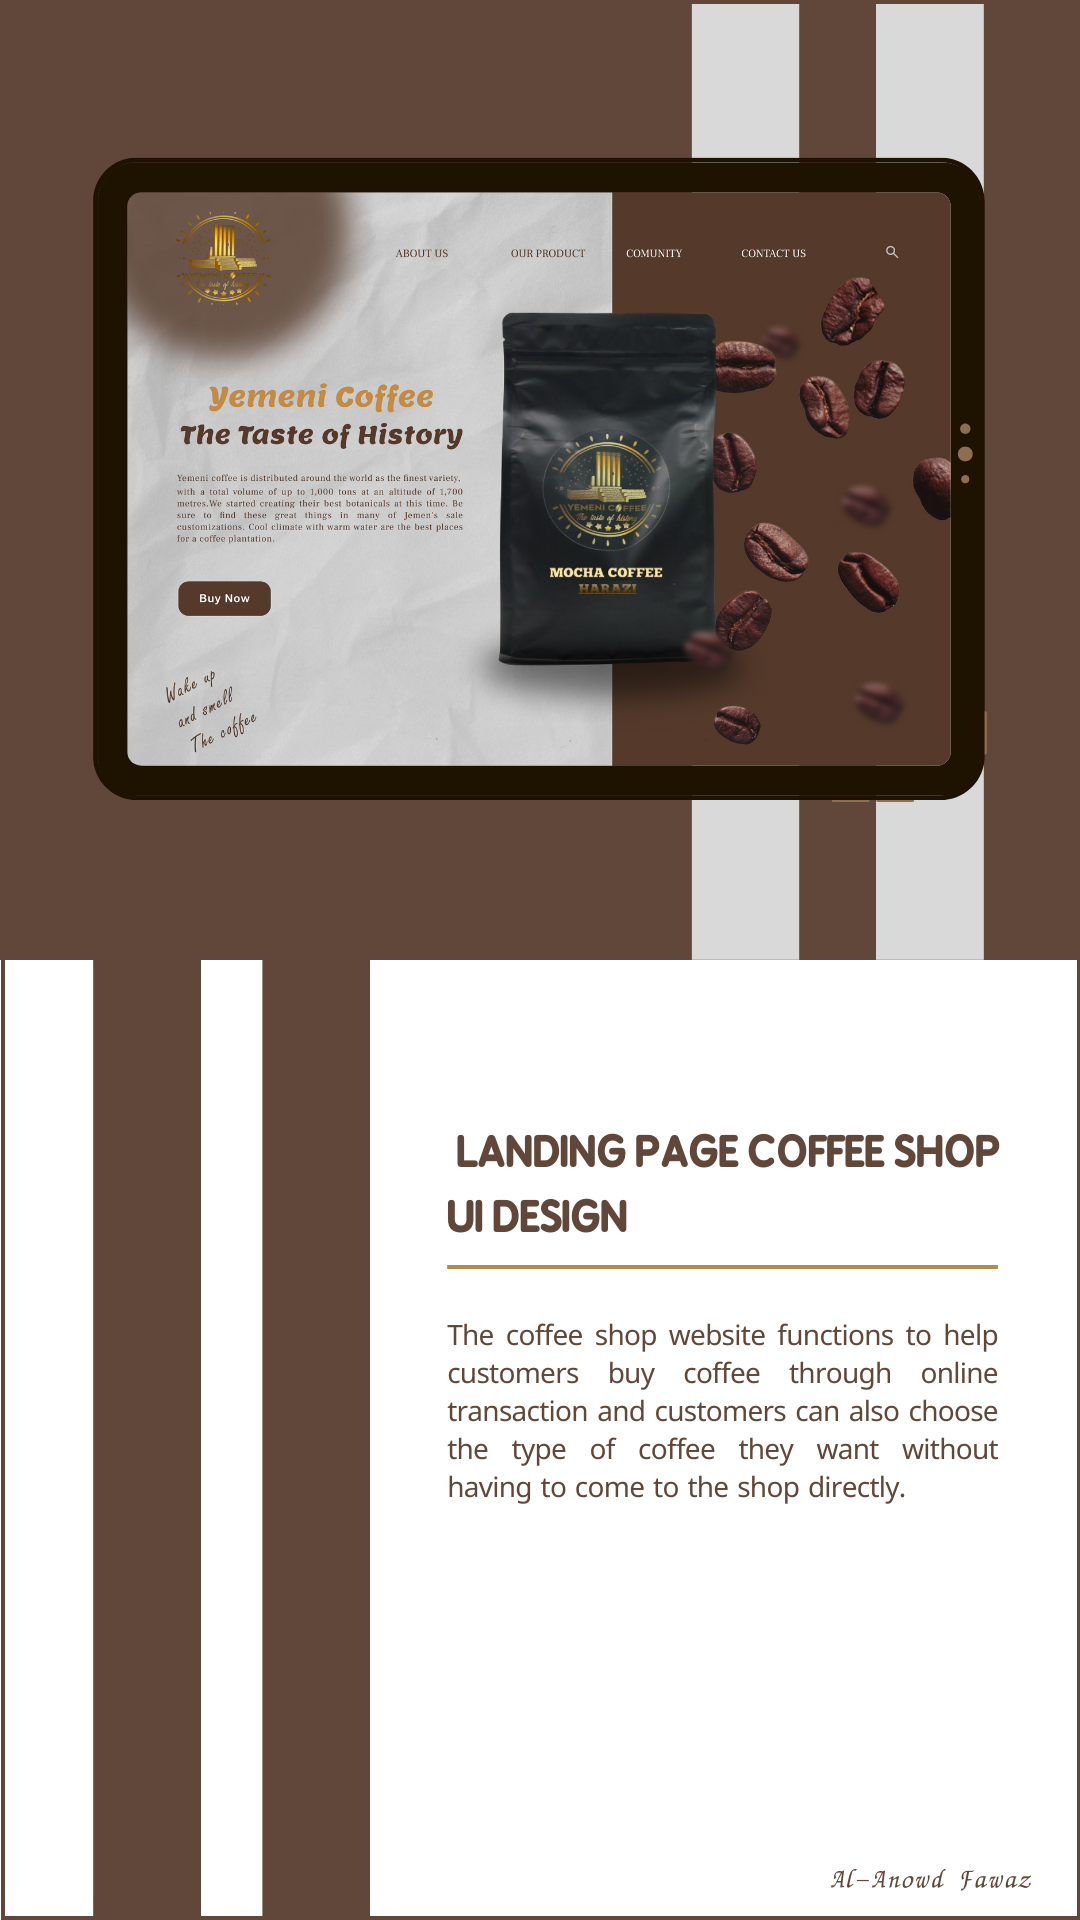 ABOUT US
OUR PRODUCT
COMUNITY
CONTACT US
Yemeni Coffee
The Taste of History
Yemeni coffee is distributed around the world as the finest variety,
with a total volume of up to 1,000 tons at an altitude of 1,700
metres.We started creating their best botanicals at this time. Be
sure to find these great things in many of Jemen's sale
customizations. Cool climate with warm water are the best places
for a coffee plantation.
Buy Now
Wake up
and smell
The coffee
YEMENI COFFEE
The taste of history
MOCHA COFFEE
HARAZI
LANDING PAGE COFFEE SHOP
UI DESIGN
The coffee shop website functions to help
customers buy coffee through online
transaction and customers can also choose
the type of coffee they want without
having to come to the shop directly.
Al-Anowd Fawaz